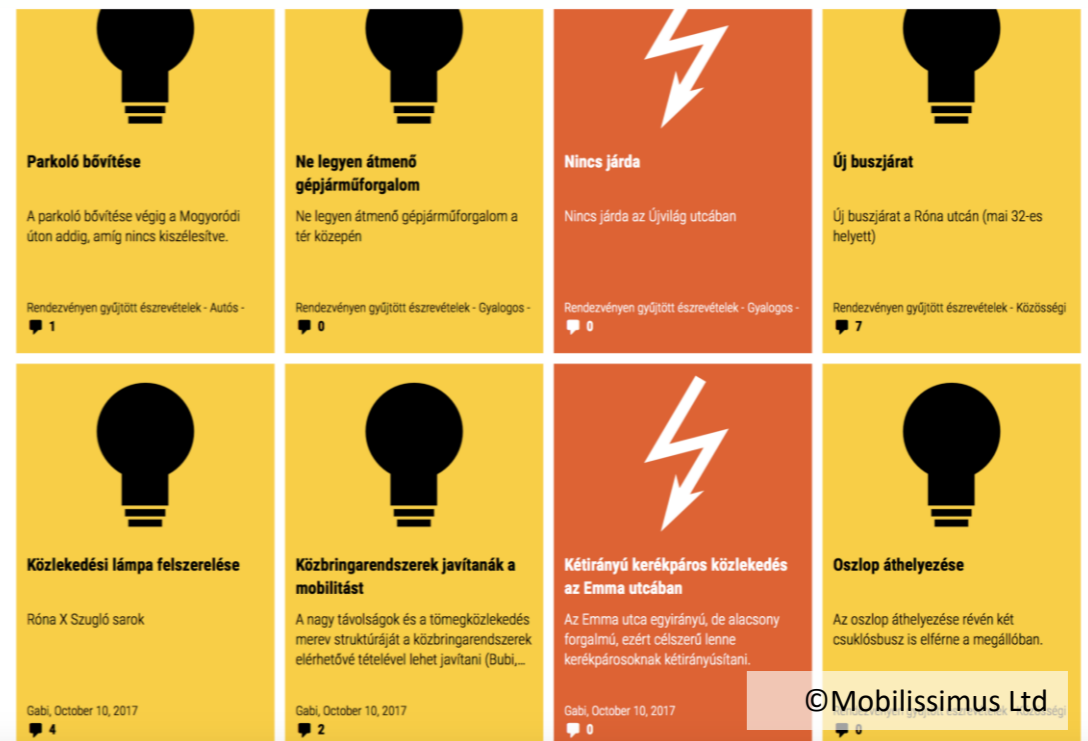 Parkoló bővítése
A parkoló bővítése végig a Mogyoródi
úton addig, amíg nincs kiszélesítve.
Rendezvényen gyűjtött észrevételek - Autós -
1
Ne legyen átmenő
gépjárműforgalom
Ne legyen átmenő gépjárműforgalom a
tér közepén
Rendezvényen gyűjtött észrevételek - Gyalogos -
0
Nincs járda
Nincs járda az Újvilág utcában
Rendezvényen gyűjtött észrevételek - Gyalogos -
0
Új buszjárat
Új buszjárat a Róna utcán (mai 32-es
helyett)
Rendezvényen gyűjtött észrevételek - Közösségi
7
Közlekedési lámpa felszerelése
Róna X Szugló sarok
Gabi, October 10, 2017
4
Közbringarendszerek javítanák a
mobilitást
A nagy távolságok és a tömegközlekedés
merev struktúráját a közbringarendszerek
elérhetővé tételével lehet javítani (Bubi,...
Gabi, October 10, 2017
2
Kétirányú kerékpáros közlekedés
az Emma utcában
Az Emma utca egyirányú, de alacsony
forgalmú, ezért célszerű lenne
kerékpárosoknak kétirányúsítani.
Gabi, October 10, 2017
0
Oszlop áthelyezése
Az oszlop áthelyezése révén két
csuklósbusz is elférne a megállóban.
©Mobilissimus Ltd
Rendezvényen gyűjtött észrevételek - Közösségi
0